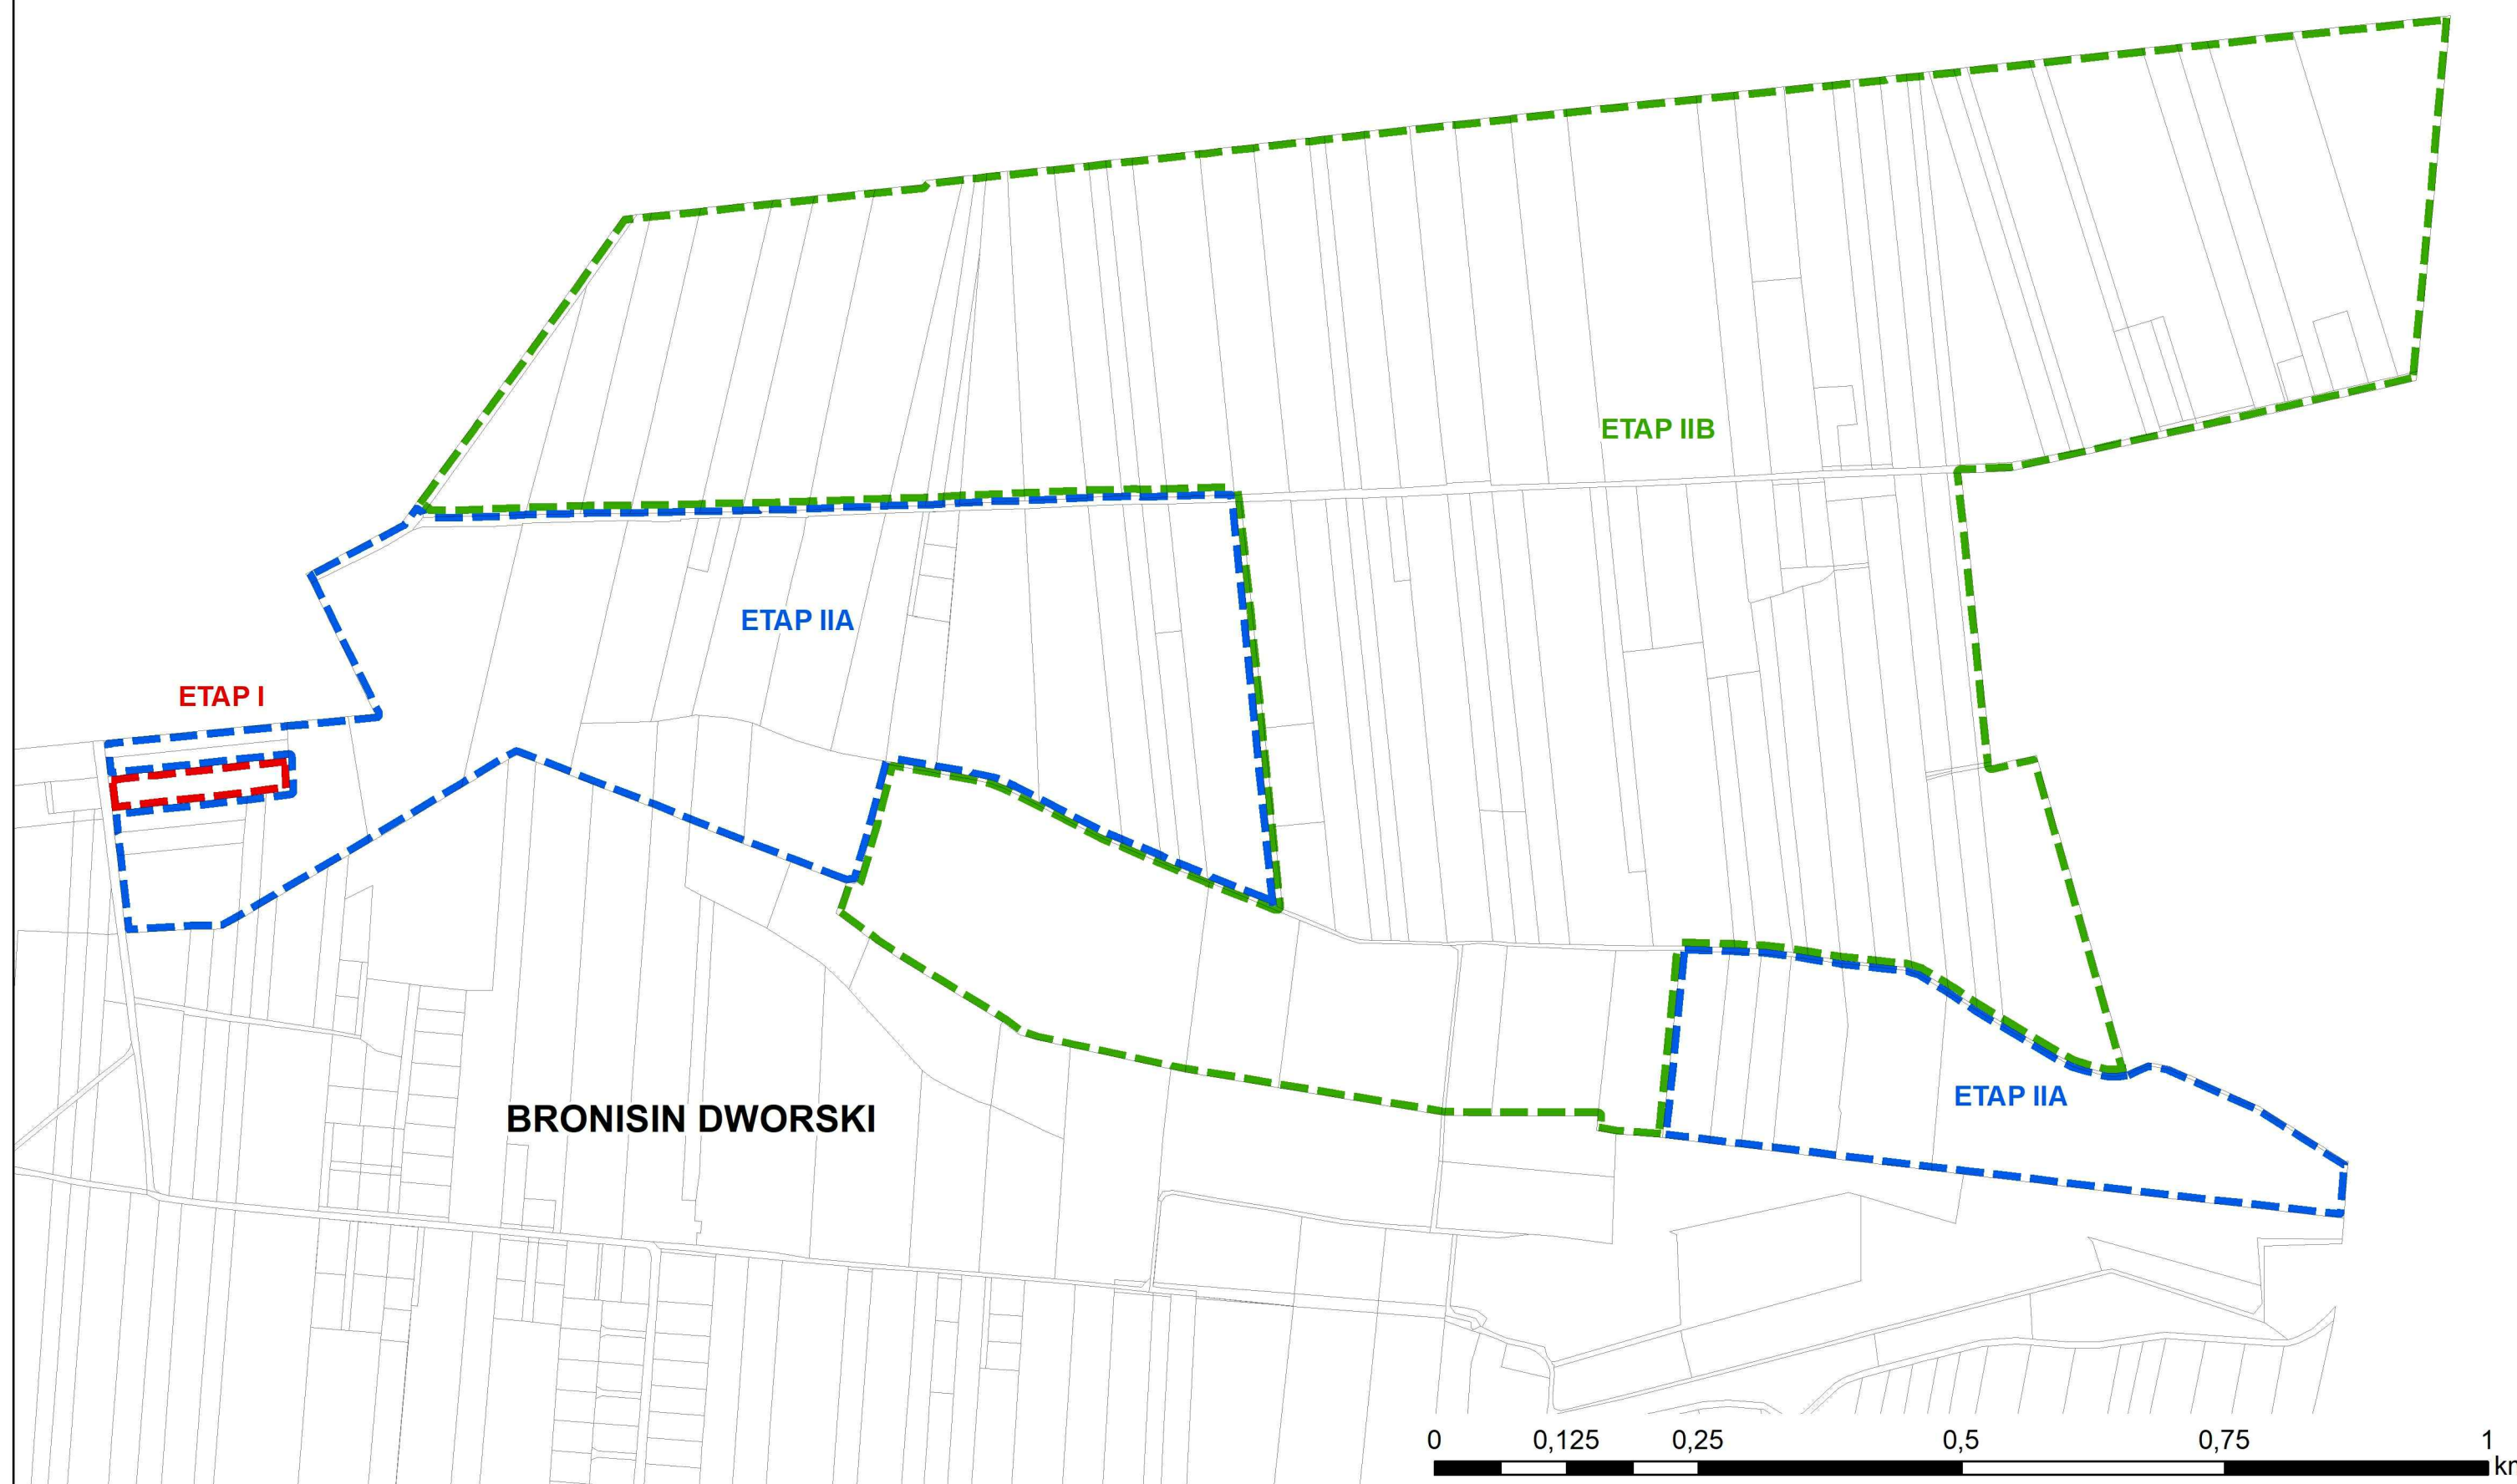 ETAP IIB
ETAP IIA
ETAP I
ETAP IIA
BRONISIN DWORSKI
0 0,125 0,25 0,5 0,75 1